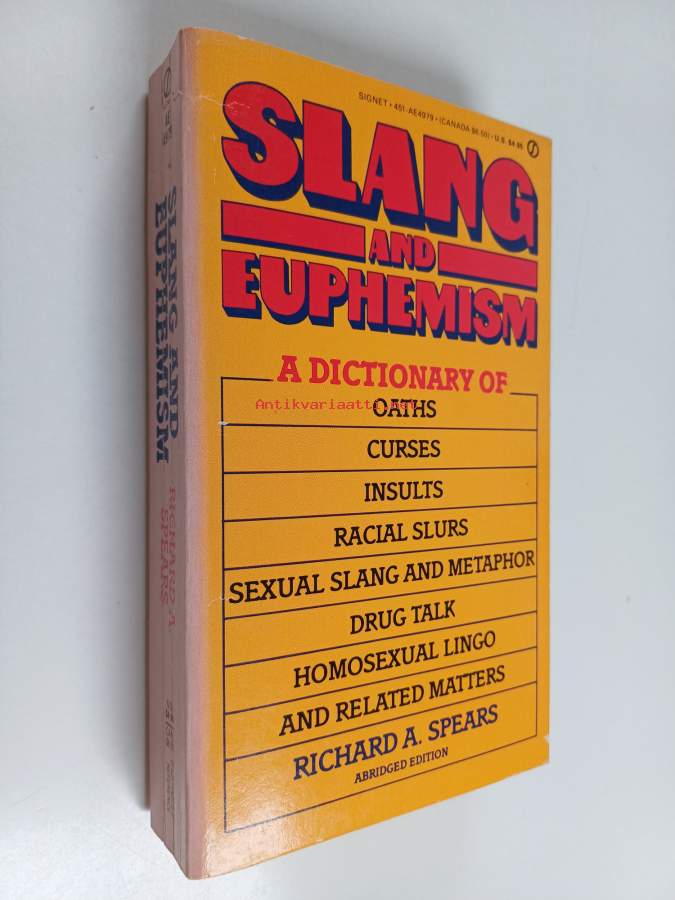 SIGNET • 451-AE4979 • (CANADA $6.50) • U.S. $4.95
SLANG
AND
EUPHEMISM
A DICTIONARY OF
Antikvariaatti.net
OATHS
CURSES
INSULTS
RACIAL SLURS
SEXUAL SLANG AND METAPHOR
DRUG TALK
HOMOSEXUAL LINGO
AND RELATED MATTERS
RICHARD A. SPEARS
ABRIDGED EDITION
SLANG AND
EUPHEMISM
RICHARD A.
SPEARS